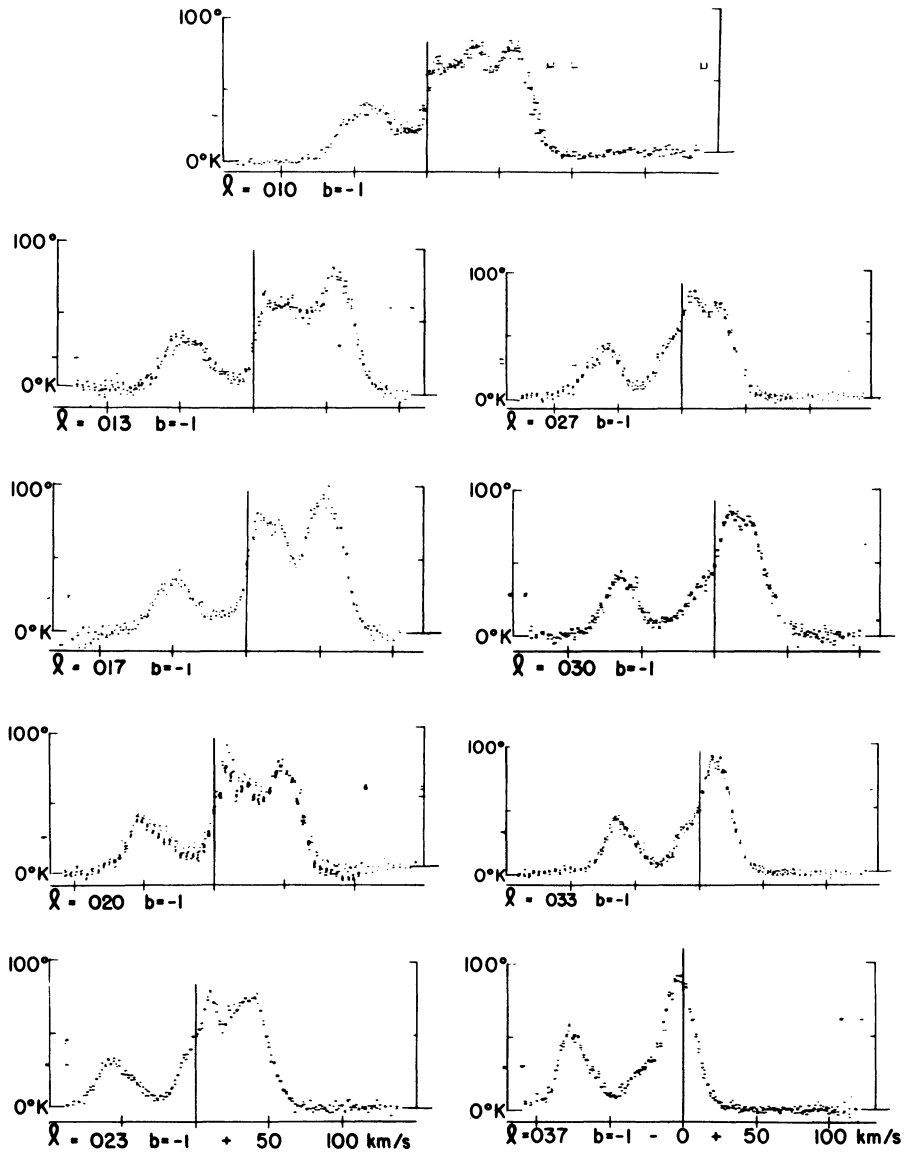 100°
0°K
ℓ = 010 b=-1
100°
0°K
ℓ = 013 b=-1
100°
0°K
ℓ = 027 b=-1
100°
0°K
ℓ = 017 b=-1
100°
0°K
ℓ = 030 b=-1
100°
0°K
ℓ = 020 b=-1
100°
0°K
ℓ = 033 b=-1
100°
0°K
ℓ = 023 b=-1 + 50 100 km/s
100°
0°K
ℓ=037 b=-1 - 0 + 50 100 km/s